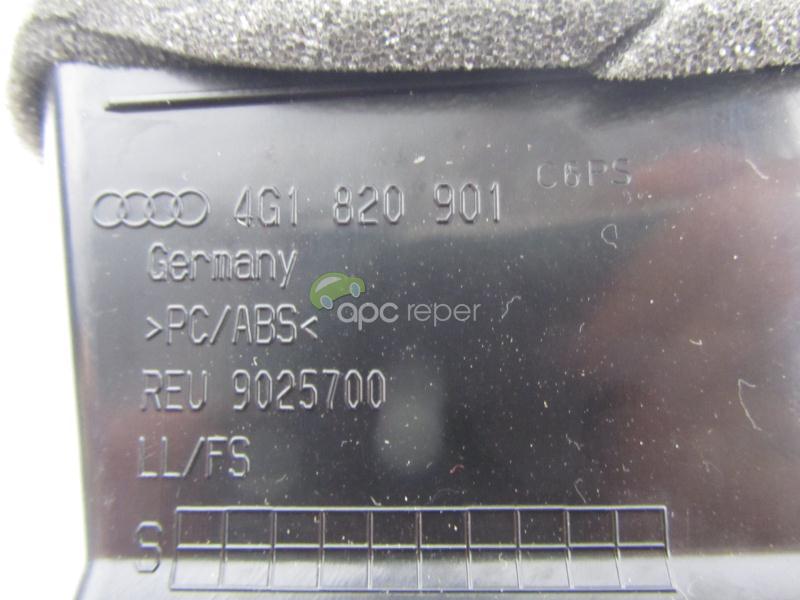 C6PS
4G1 820 901
Germany
apc reper
>PC/ABS<
REU 9025700
LL/FS
S